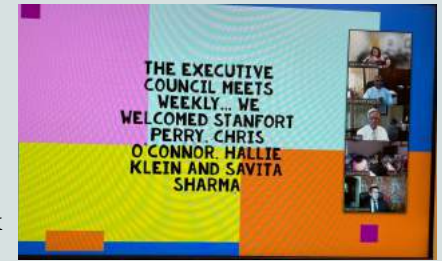 THE EXECUTIVE
COUNCIL MEETS
WEEKLY... WE
WELCOMED STANFORT
PERRY, CHRIS
O'CONNOR, HALLIE
KLEIN AND SAVITA
SHARMA